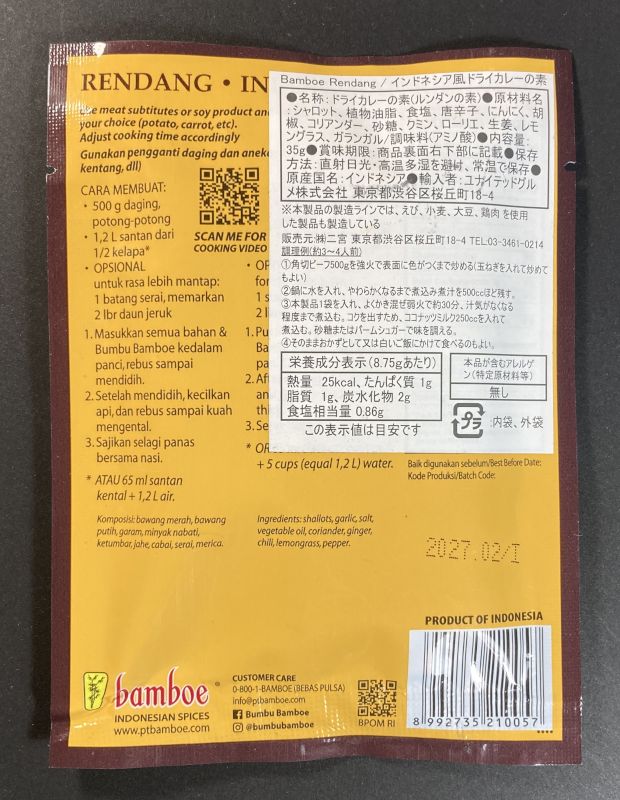 RENDANG • IN
Use meat subtitutes or soy product an
your choice (potato, carrot, etc).
Adjust cooking time accordingly
Gunakan pengganti daging dan aneka
kentang, dll)
CARA MEMBUAT:
• 500 g daging,
potong-potong
• 1,2 L santan dari
1/2 kelapa*
• OPSIONAL
untuk rasa lebih mantap:
1 batang serai, memarkan
2 lbr daun jeruk
1. Masukkan semua bahan &
Bumbu Bamboe kedalam
panci, rebus sampai
mendidih.
2. Setelah mendidih, kecilkan
api, dan rebus sampai kuah
mengental.
3. Sajikan selagi panas
bersama nasi.
* ATAU 65 ml santan
kental + 1,2 L air.
SCAN ME FOR
COOKING VIDEO
• OP
for
1 s
2 l
1. Pu
Ba
pa
2. Aft
an
thi
3. Se
* OR
+ 5 cups (equal 1,2 L) water.
Bamboe Rendang / インドネシア風ドライカレーの素
●名称:ドライカレーの素(ルンダンの素)●原材料名
:シャロット、植物油脂、食塩、唐辛子、にんにく、胡
椒、コリアンダー、砂糖、クミン、ローリエ、生姜、レモ
ングラス、ガランガル/調味料(アミノ酸)●内容量:
35g●賞味期限:商品裏面右下部に記載●保存
方法:直射日光・高温多湿を避け、常温で保存●
原産国名:インドネシア●輸入者:ユナイテッドグル
メ株式会社 東京都渋谷区桜丘町18-4
※本製品の製造ラインでは、えび、小麦、大豆、鶏肉 を使用
した製品も製造している
販売元:㈱二宮 東京都渋谷区桜丘町18-4 TEL:03-3461-0214
調理例(約3~4人前)
①角切ビーフ500gを強火で表面に色がつくまで炒める(玉ねぎを入れて炒めて
もよい)
②鍋に水を入れ、やわらかくなるまで煮込み煮汁を500ccほど残す。
③本製品1袋を入れ、よくかき混ぜ弱火で約30分、汁気がなくなる
程度まで煮込む。コクを出すため、ココナッツミルク250ccを入れて
煮込む。砂糖またはパームシュガーで味を調える。
④そのままおかずとして又は白いご飯にかけて食べるのもよい。
栄養成分表示(8.75gあたり)
熱量 25kcal、たんぱく質 1g
脂質 1g、炭水化物 2g
食塩相当量 0.86g
この表示値は目安です
本品が含むアレルゲ
ン(特定原材料等)
無し
プラ
:内袋、外袋
Baik digunakan sebelum/Best Before Date:
Kode Produksi/Batch Code:
Komposisi: bawang merah, bawang
putih, garam, minyak nabati,
ketumbar, jahe, cabai, serai, merica.
Ingredients: shallots, garlic, salt,
vegetable oil, coriander, ginger,
chili, lemongrass, pepper.
2027.02/I
PRODUCT OF INDONESIA
bamboe
INDONESIAN SPICES
www.ptbamboe.com
CUSTOMER CARE
0-800-1-BAMBOE (BEBAS PULSA)
info@ptbamboe.com
Bumbu Bamboe
@bumbubamboe
BPOM RI
8 992735 210057